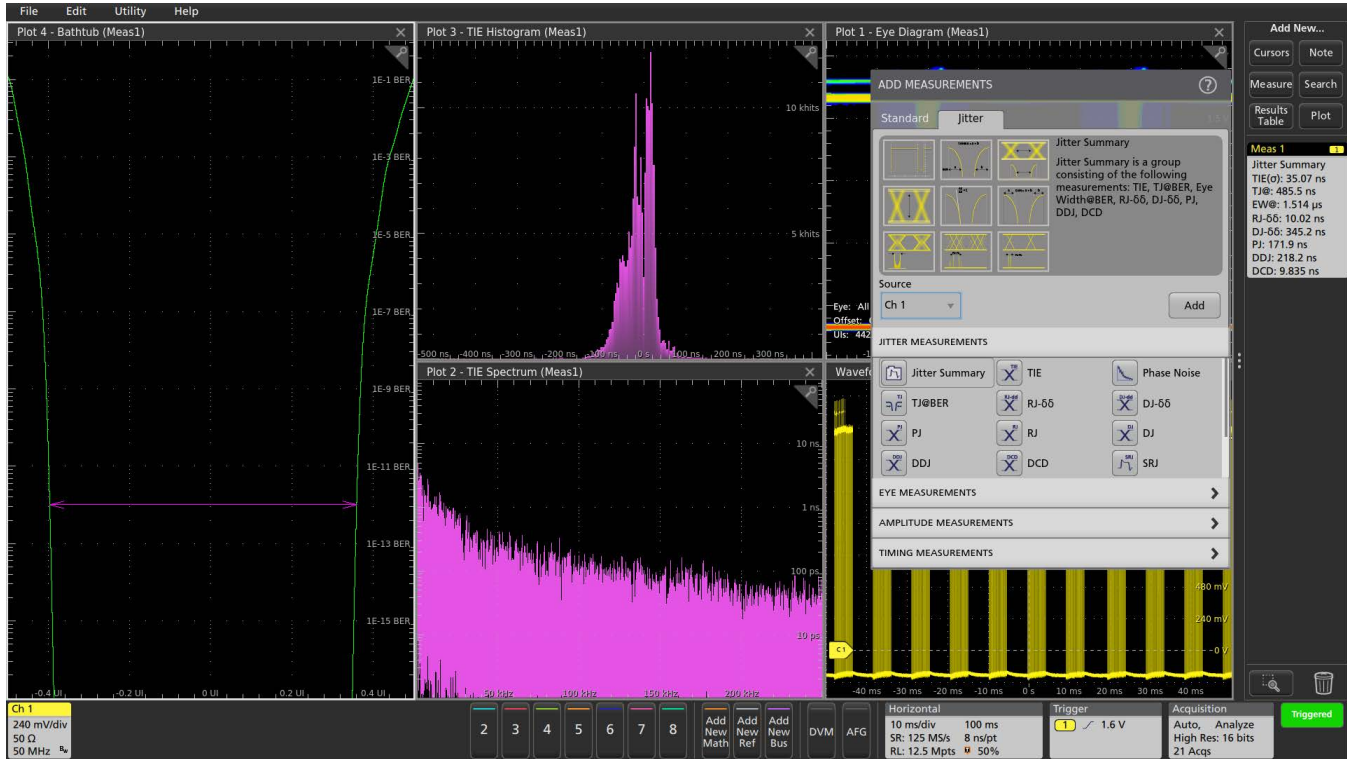 File Edit Utility Help
Plot 4 - Bathtub (Meas1)
1E-1 BER
1E-3 BER
1E-5 BER
1E-7 BER
1E-9 BER
1E-11 BER
1E-13 BER
1E-15 BER
-0.4 UI -0.2 UI 0 UI 0.2 UI 0.4 UI
Plot 3 - TIE Histogram (Meas1)
10 khits
5 khits
-500 ns -400 ns -300 ns -200 ns -100 ns 0 s 100 ns 200 ns 300 ns
Plot 2 - TIE Spectrum (Meas1)
10 ns
1 ns
100 ps
10 ps
50 kHz 100 kHz 150 kHz 200 kHz
Plot 1 - Eye Diagram (Meas1)
Eye: All
Offset:
UIs: 442
ADD MEASUREMENTS
?
Standard Jitter
Jitter Summary
Jitter Summary is a group
consisting of the following
measurements: TIE, TJ@BER, Eye
Width@BER, RJ-δδ, DJ-δδ, PJ,
DDJ, DCD
Source
Ch 1
Add
JITTER MEASUREMENTS
Jitter Summary TIE Phase Noise
TJ@BER RJ-δδ DJ-δδ
PJ RJ DJ
DDJ DCD SRJ
EYE MEASUREMENTS
AMPLITUDE MEASUREMENTS
TIMING MEASUREMENTS
480 mV
240 mV
0 V
C1
-40 ms -30 ms -20 ms -10 ms 0 s 10 ms 20 ms 30 ms 40 ms
Add New...
Cursors Note
Measure Search
Results Table Plot
Meas 1 1
Jitter Summary
TIE(σ): 35.07 ns
TJ@: 485.5 ns
EW@: 1.514 µs
RJ-δδ: 10.02 ns
DJ-δδ: 345.2 ns
PJ: 171.9 ns
DDJ: 218.2 ns
DCD: 9.835 ns
Ch 1
240 mV/div
50 Ω
50 MHz Bw
2 3 4 5 6 7 8
Add New Math
Add New Ref
Add New Bus
DVM
AFG
Horizontal
10 ms/div 100 ms
SR: 125 MS/s 8 ns/pt
RL: 12.5 Mpts 50%
Trigger
1 1.6 V
Acquisition
Auto, Analyze
High Res: 16 bits
21 Acqs
Triggered